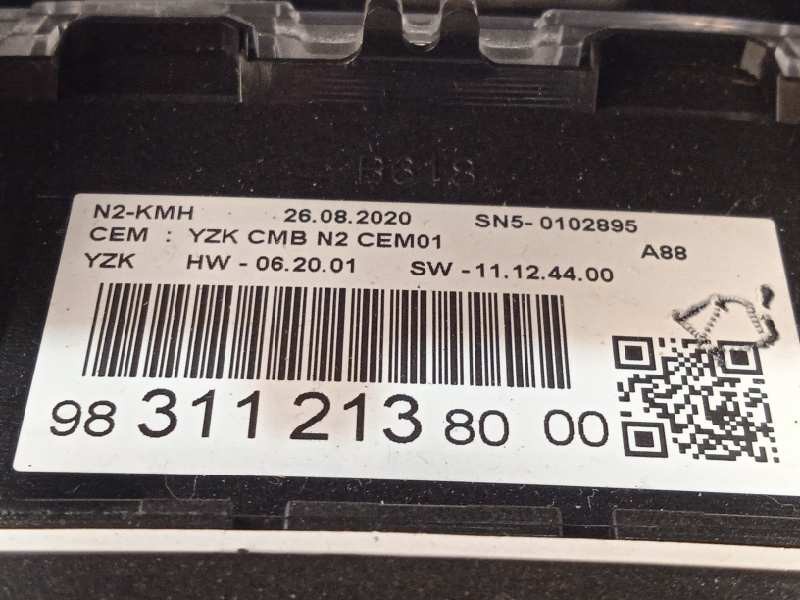 N2-KMH 26.08.2020 SN5- 0102895
CEM : YZK CMB N2 CEM01 A88
YZK HW - 06.20.01 SW -11.12.44.00
98 311 213 80 00